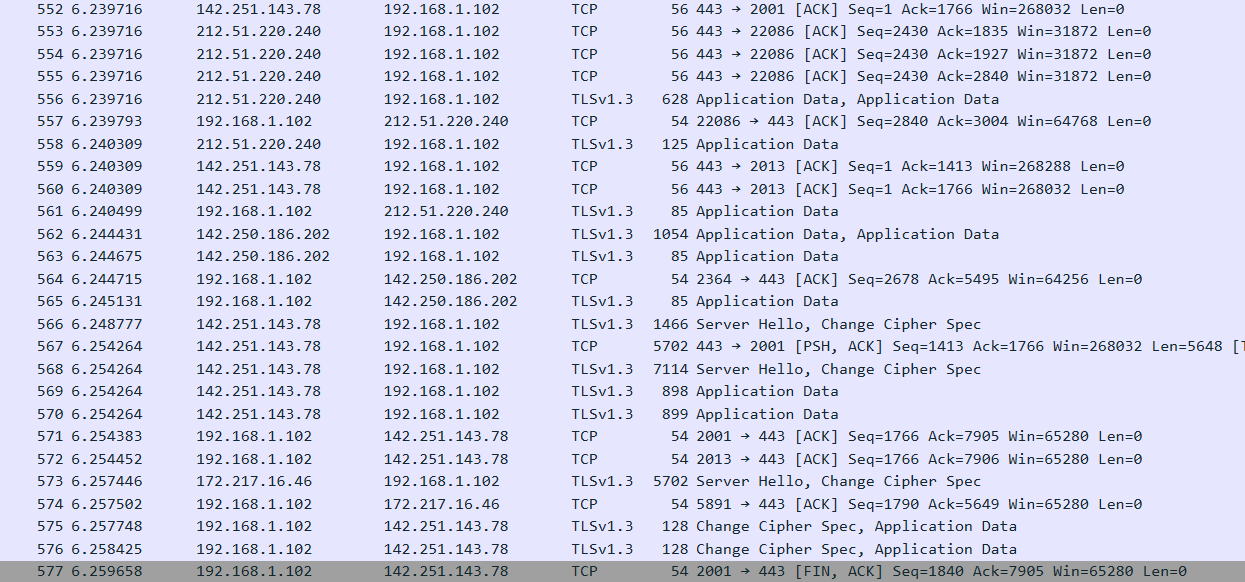 552 6.239716 142.251.143.78 192.168.1.102 TCP 56 443 → 2001 [ACK] Seq=1 Ack=1766 Win=268032 Len=0
553 6.239716 212.51.220.240 192.168.1.102 TCP 56 443 → 22086 [ACK] Seq=2430 Ack=1835 Win=31872 Len=0
554 6.239716 212.51.220.240 192.168.1.102 TCP 56 443 → 22086 [ACK] Seq=2430 Ack=1927 Win=31872 Len=0
555 6.239716 212.51.220.240 192.168.1.102 TCP 56 443 → 22086 [ACK] Seq=2430 Ack=2840 Win=31872 Len=0
556 6.239716 212.51.220.240 192.168.1.102 TLSv1.3 628 Application Data, Application Data
557 6.239793 192.168.1.102 212.51.220.240 TCP 54 22086 → 443 [ACK] Seq=2840 Ack=3004 Win=64768 Len=0
558 6.240309 212.51.220.240 192.168.1.102 TLSv1.3 125 Application Data
559 6.240309 142.251.143.78 192.168.1.102 TCP 56 443 → 2013 [ACK] Seq=1 Ack=1413 Win=268288 Len=0
560 6.240309 142.251.143.78 192.168.1.102 TCP 56 443 → 2013 [ACK] Seq=1 Ack=1766 Win=268032 Len=0
561 6.240499 192.168.1.102 212.51.220.240 TLSv1.3 85 Application Data
562 6.244431 142.250.186.202 192.168.1.102 TLSv1.3 1054 Application Data, Application Data
563 6.244675 142.250.186.202 192.168.1.102 TLSv1.3 85 Application Data
564 6.244715 192.168.1.102 142.250.186.202 TCP 54 2364 → 443 [ACK] Seq=2678 Ack=5495 Win=64256 Len=0
565 6.245131 192.168.1.102 142.250.186.202 TLSv1.3 85 Application Data
566 6.248777 142.251.143.78 192.168.1.102 TLSv1.3 1466 Server Hello, Change Cipher Spec
567 6.254264 142.251.143.78 192.168.1.102 TCP 5702 443 → 2001 [PSH, ACK] Seq=1413 Ack=1766 Win=268032 Len=5648 [
568 6.254264 142.251.143.78 192.168.1.102 TLSv1.3 7114 Server Hello, Change Cipher Spec
569 6.254264 142.251.143.78 192.168.1.102 TLSv1.3 898 Application Data
570 6.254264 142.251.143.78 192.168.1.102 TLSv1.3 899 Application Data
571 6.254383 192.168.1.102 142.251.143.78 TCP 54 2001 → 443 [ACK] Seq=1766 Ack=7905 Win=65280 Len=0
572 6.254452 192.168.1.102 142.251.143.78 TCP 54 2013 → 443 [ACK] Seq=1766 Ack=7906 Win=65280 Len=0
573 6.257446 172.217.16.46 192.168.1.102 TLSv1.3 5702 Server Hello, Change Cipher Spec
574 6.257502 192.168.1.102 172.217.16.46 TCP 54 5891 → 443 [ACK] Seq=1790 Ack=5649 Win=65280 Len=0
575 6.257748 192.168.1.102 142.251.143.78 TLSv1.3 128 Change Cipher Spec, Application Data
576 6.258425 192.168.1.102 142.251.143.78 TLSv1.3 128 Change Cipher Spec, Application Data
577 6.259658 192.168.1.102 142.251.143.78 TCP 54 2001 → 443 [FIN, ACK] Seq=1840 Ack=7905 Win=65280 Len=0